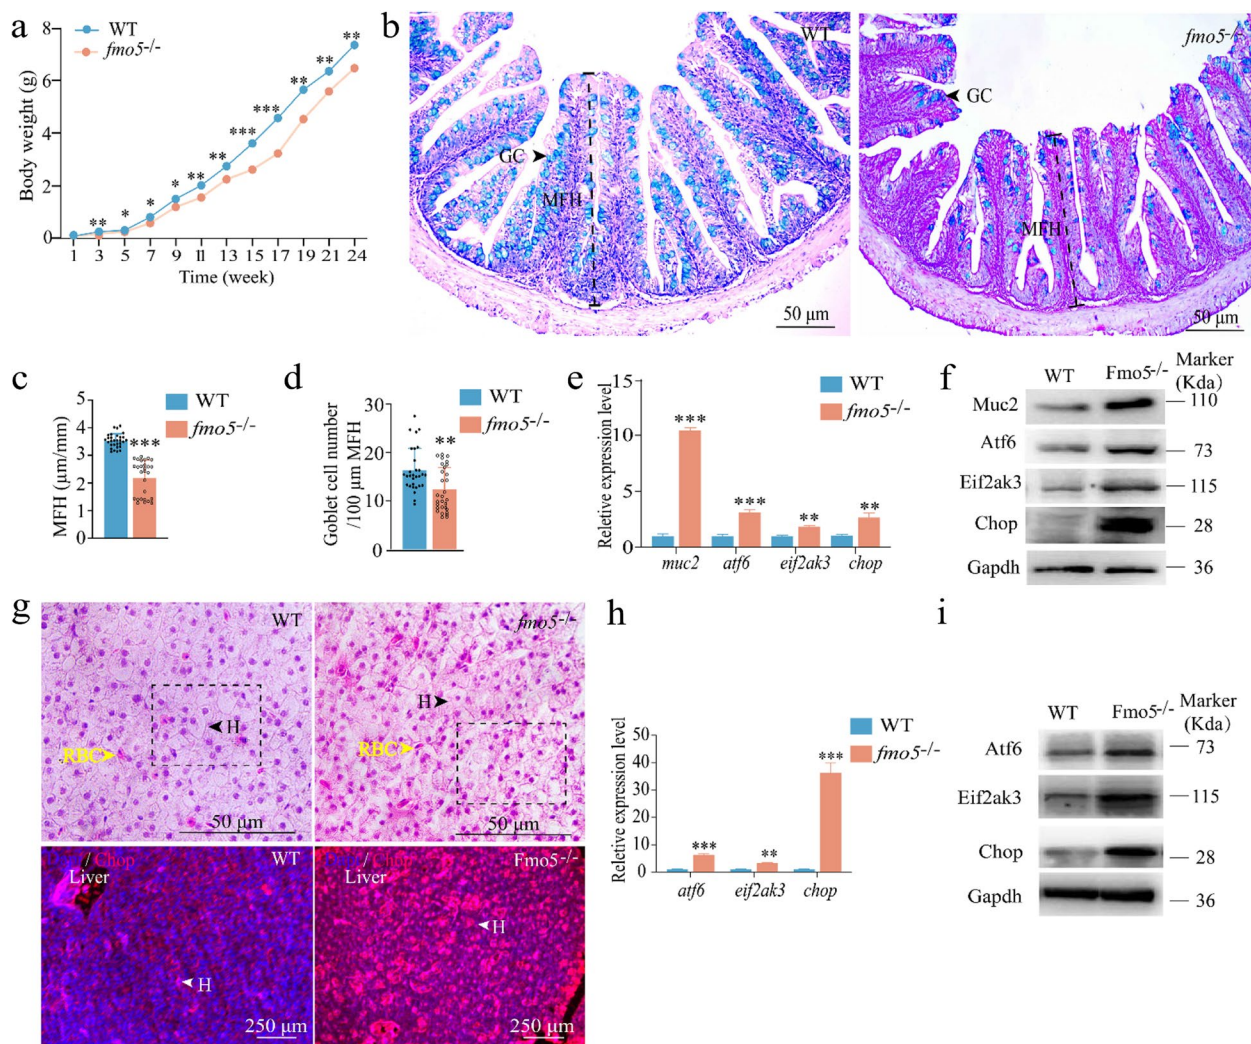 a
WT
fmo5-/-
Body weight (g)
8
6
4
2
0
** * * * ** ** *** *** ** ** **
1 3 5 7 9 11 13 15 17 19 21 24
Time (week)
b
WT
GC
MFH
50 μm
fmo5-/-
GC
MFH
50 μm
c
WT
fmo5-/-
MFH (μm/mm)
5
4
3
2
1
0
***
d
WT
fmo5-/-
Goblet cell number
/100 μm MFH
30
20
10
0
**
e
WT
fmo5-/-
Reletive expression level
15
10
5
0
*** *** ** **
muc2 atf6 eif2ak3 chop
f
WT Fmo5-/- Marker
(Kda)
Muc2 110
Atf6 73
Eif2ak3 115
Chop 28
Gapdh 36
g
WT
H
RBC
50 μm
fmo5-/-
H
RBC
50 μm
/ Chop
Liver
WT
H
250 μm
/ Chop
Liver
Fmo5-/-
H
250 μm
h
WT
fmo5-/-
Reletive expression level
50
40
30
20
10
0
*** ** ***
atf6 eif2ak3 chop
i
WT Fmo5-/- Marker
(Kda)
Atf6 73
Eif2ak3 115
Chop 28
Gapdh 36